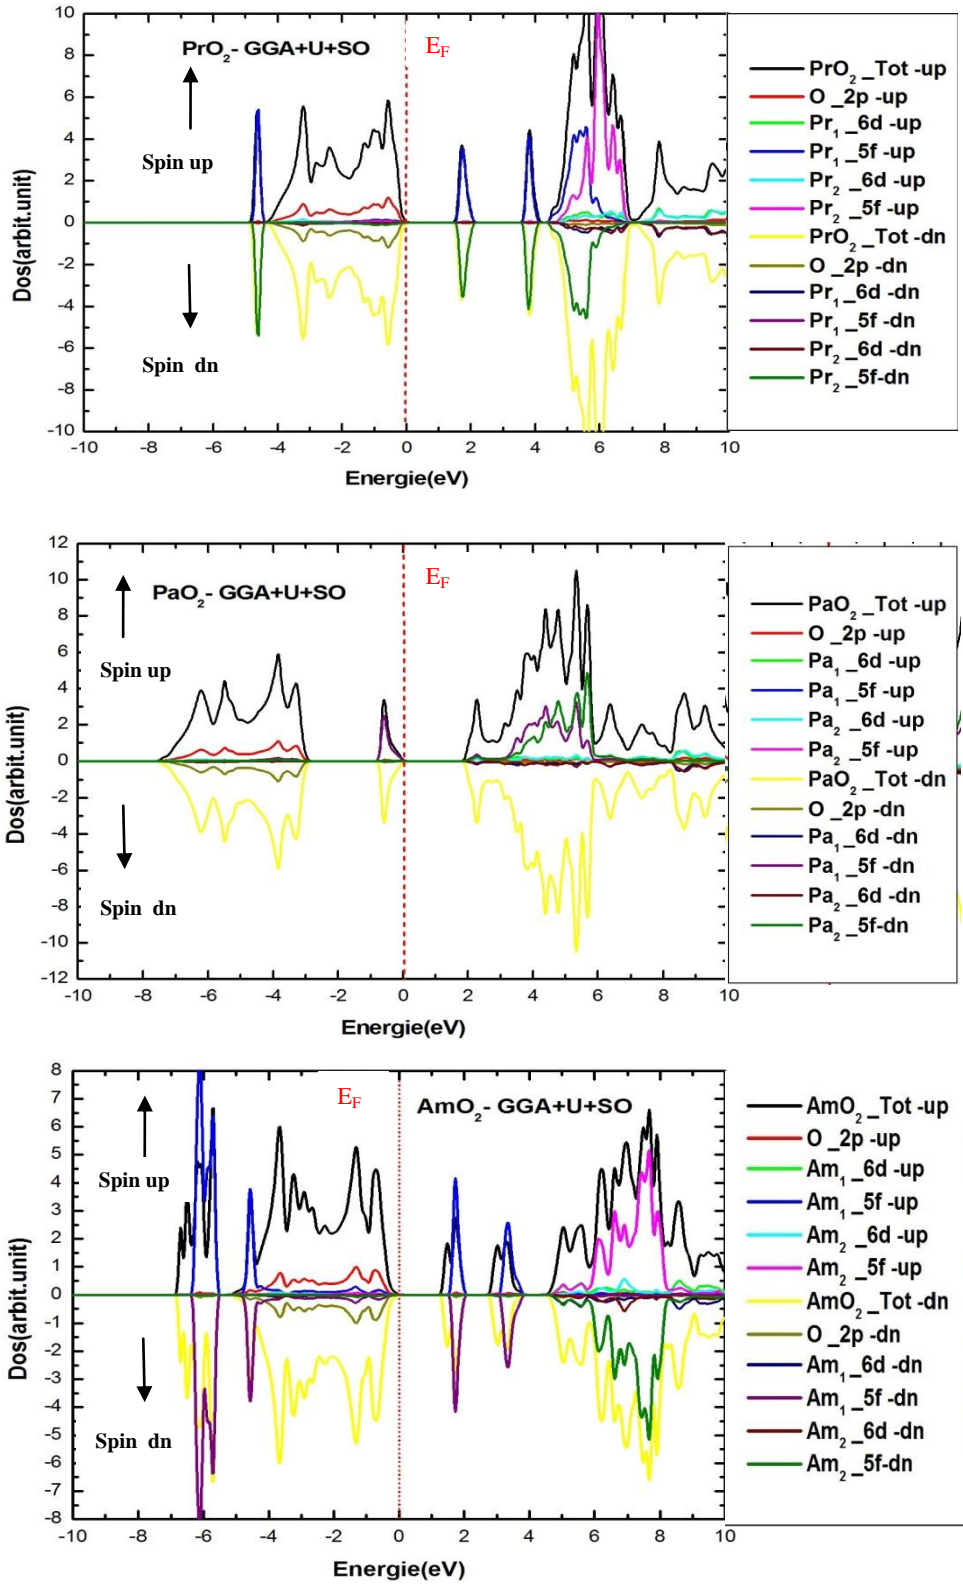 PrO2- GGA+U+SO
EF
Spin up
Spin dn
Dos(arbit.unit)
10
8
6
4
2
0
-2
-4
-6
-8
-10
-10 -8 -6 -4 -2 0 2 4 6 8 10
Energie(eV)
PrO2_Tot -up
O_2p -up
Pr1_6d -up
Pr1_5f -up
Pr2_6d -up
Pr2_5f -up
PrO2_Tot-dn
O_2p -dn
Pr1_6d -dn
Pr1_5f -dn
Pr2_6d -dn
Pr2_5f-dn
PaO2- GGA+U+SO
EF
Spin up
Spin dn
Dos(arbit.unit)
12
10
8
6
4
2
0
-2
-4
-6
-8
-10
-12
-10 -8 -6 -4 -2 0 2 4 6 8 10
Energie(eV)
PaO2_Tot -up
O_2p -up
Pa1_6d -up
Pa1_5f -up
Pa2_6d -up
Pa2_5f -up
PaO2_Tot-dn
O_2p -dn
Pa1_6d -dn
Pa1_5f -dn
Pa2_6d -dn
Pa2_5f-dn
EF
AmO2- GGA+U+SO
Spin up
Spin dn
Dos(arbit.unit)
8
7
6
5
4
3
2
1
0
-1
-2
-3
-4
-5
-6
-7
-8
-10 -8 -6 -4 -2 0 2 4 6 8 10
Energie(eV)
AmO2_Tot -up
O_2p -up
Am1_6d -up
Am1_5f -up
Am2_6d -up
Am2_5f -up
AmO2_Tot-dn
O_2p -dn
Am1_6d -dn
Am1_5f -dn
Am2_6d -dn
Am2_5f-dn